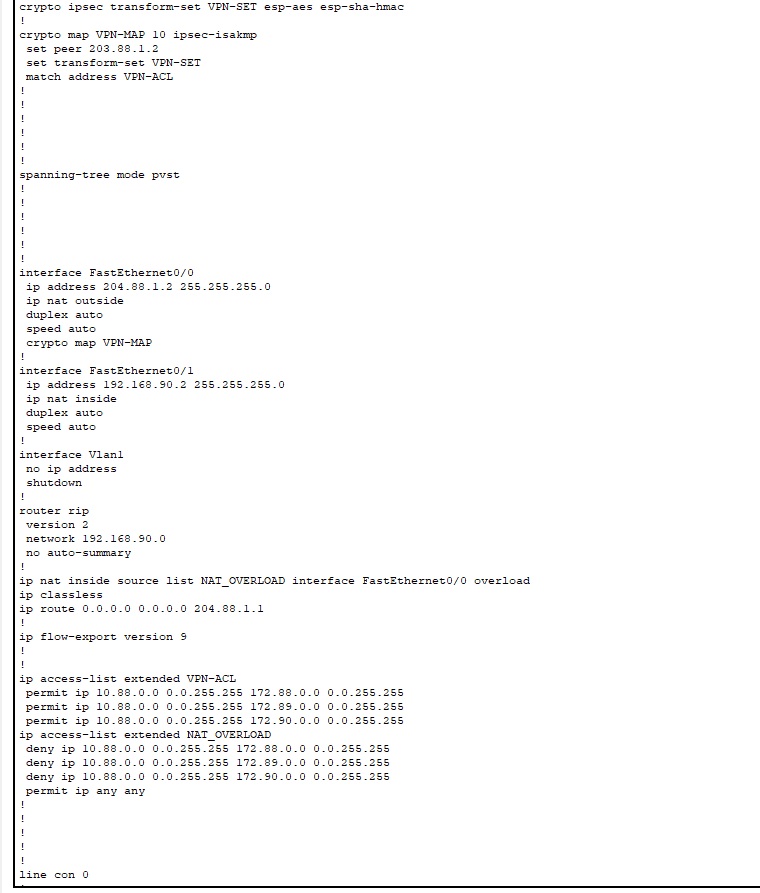 crypto ipsec transform-set VPN-SET esp-aes esp-sha-hmac
!
crypto map VPN-MAP 10 ipsec-isakmp
set peer 203.88.1.2
set transform-set VPN-SET
match address VPN-ACL
!
!
!
!
!
!
spanning-tree mode pvst
!
!
!
!
!
!
interface FastEthernet0/0
ip address 204.88.1.2 255.255.255.0
ip nat outside
duplex auto
speed auto
crypto map VPN-MAP
!
interface FastEthernet0/1
ip address 192.168.90.2 255.255.255.0
ip nat inside
duplex auto
speed auto
!
interface Vlan1
no ip address
shutdown
!
router rip
version 2
network 192.168.90.0
no auto-summary
!
ip nat inside source list NAT_OVERLOAD interface FastEthernet0/0 overload
ip classless
ip route 0.0.0.0 0.0.0.0 204.88.1.1
!
ip flow-export version 9
!
!
ip access-list extended VPN-ACL
permit ip 10.88.0.0 0.0.255.255 172.88.0.0 0.0.255.255
permit ip 10.88.0.0 0.0.255.255 172.89.0.0 0.0.255.255
permit ip 10.88.0.0 0.0.255.255 172.90.0.0 0.0.255.255
ip access-list extended NAT_OVERLOAD
deny ip 10.88.0.0 0.0.255.255 172.88.0.0 0.0.255.255
deny ip 10.88.0.0 0.0.255.255 172.89.0.0 0.0.255.255
deny ip 10.88.0.0 0.0.255.255 172.90.0.0 0.0.255.255
permit ip any any
!
!
!
!
!
line con 0